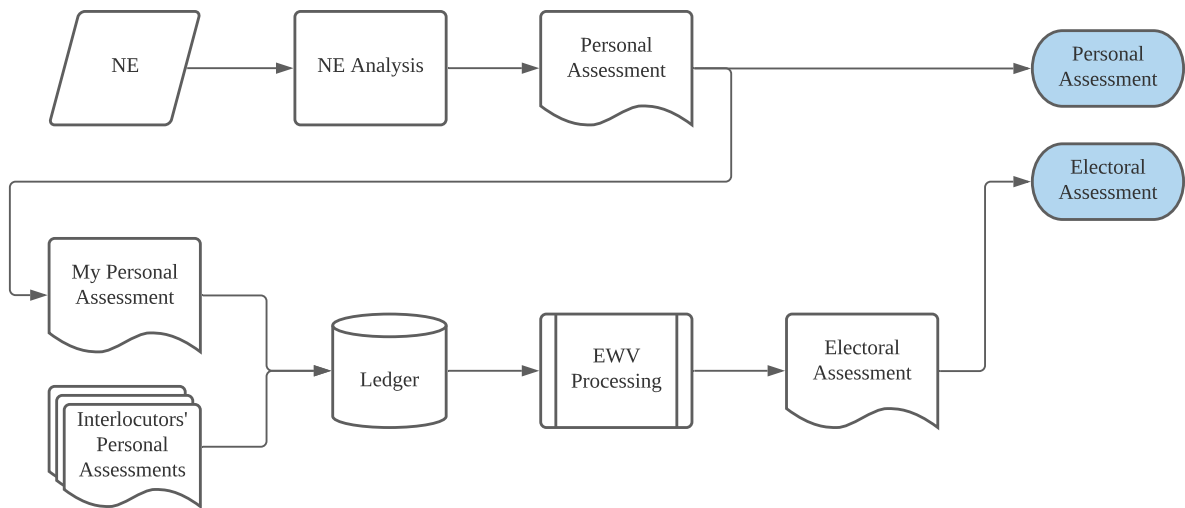 NE
NE Analysis
Personal
Assessment
Personal
Assessment
Electoral
Assessment
My Personal
Assessment
Interlocutors'
Personal
Assessments
Ledger
EWV
Processing
Electoral
Assessment